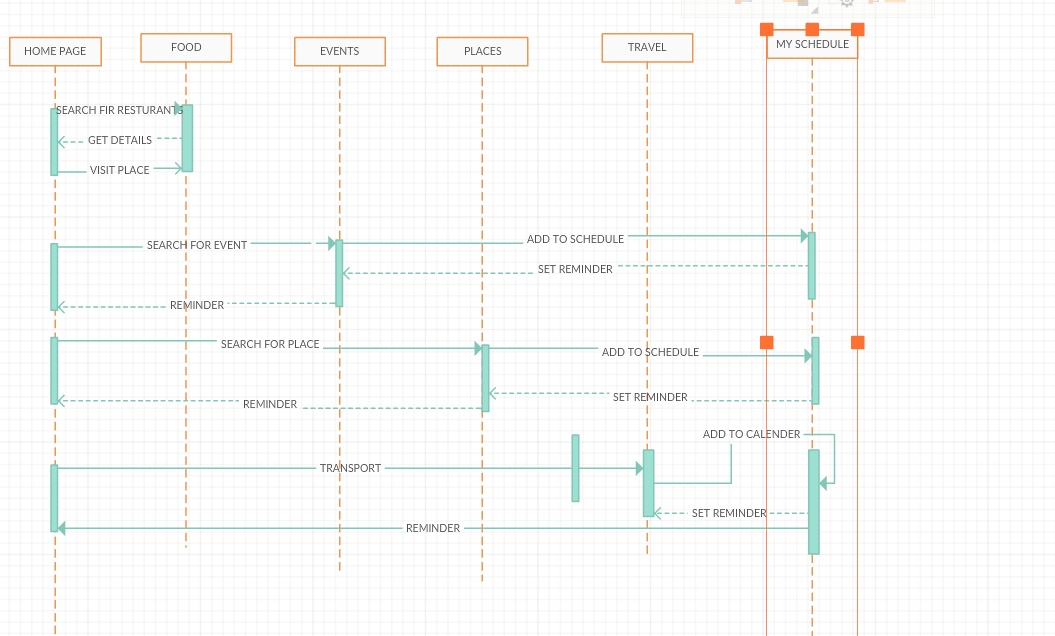 HOME PAGE
FOOD
EVENTS
PLACES
TRAVEL
MY SCHEDULE
SEARCH FIR RESTURANTS
GET DETAILS
VISIT PLACE
SEARCH FOR EVENT
ADD TO SCHEDULE
SET REMINDER
REMINDER
SEARCH FOR PLACE
ADD TO SCHEDULE
SET REMINDER
REMINDER
ADD TO CALENDER
TRANSPORT
SET REMINDER
REMINDER